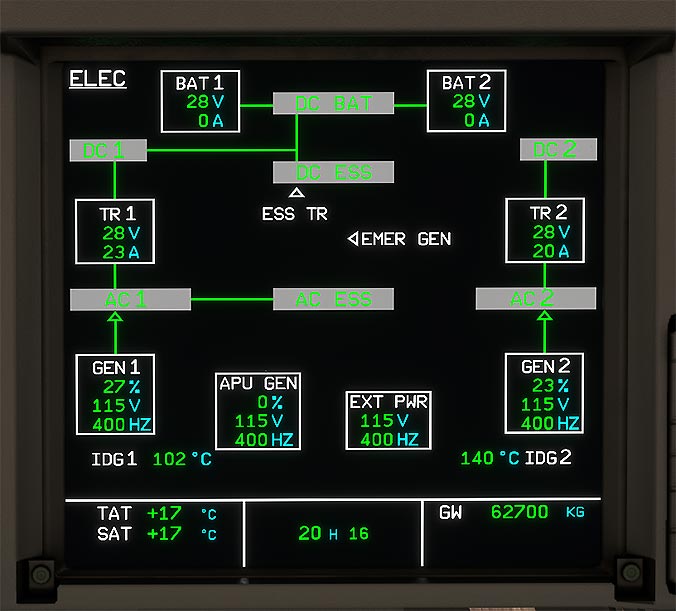 ELEC
BAT 1
28 V
0 A
DC BAT
BAT 2
28 V
0 A
DC 1
DC ESS
DC 2
ESS TR
EMER GEN
TR 1
28 V
23 A
TR 2
28 V
20 A
AC 1
AC ESS
AC 2
GEN 1
27 %
115 V
400 HZ
APU GEN
0 %
115 V
400 HZ
EXT PWR
115 V
400 HZ
GEN 2
23 %
115 V
400 HZ
IDG 1 102 °C
140 °C IDG 2
TAT +17 °C
SAT +17 °C
20 H 16
GW 62700 KG